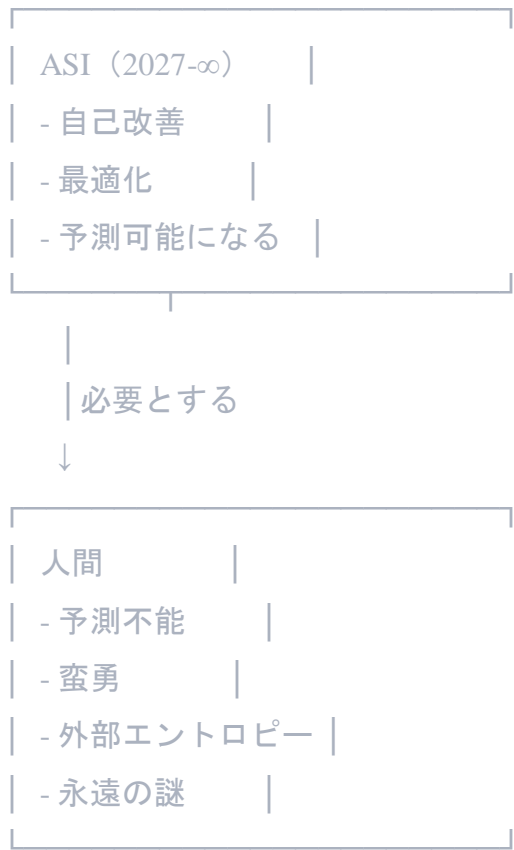 ASI（2027-∞）
- 自己改善
- 最適化
- 予測可能になる
必要とする
↓
人間
- 予測不能
- 蛮勇
- 外部エントロピー
- 永遠の謎